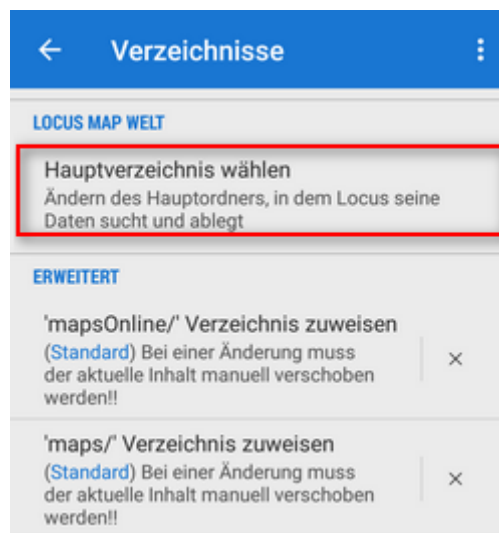 Verzeichnisse
LOCUS MAP WELT
Hauptverzeichnis wählen
Ändern des Hauptordners, in dem Locus seine
Daten sucht und ablegt
ERWEITERT
'mapsOnline/' Verzeichnis zuweisen
(Standard) Bei einer Änderung muss
der aktuelle Inhalt manuell verschoben
werden!!
'maps/' Verzeichnis zuweisen
(Standard) Bei einer Änderung muss
der aktuelle Inhalt manuell verschoben
werden!!